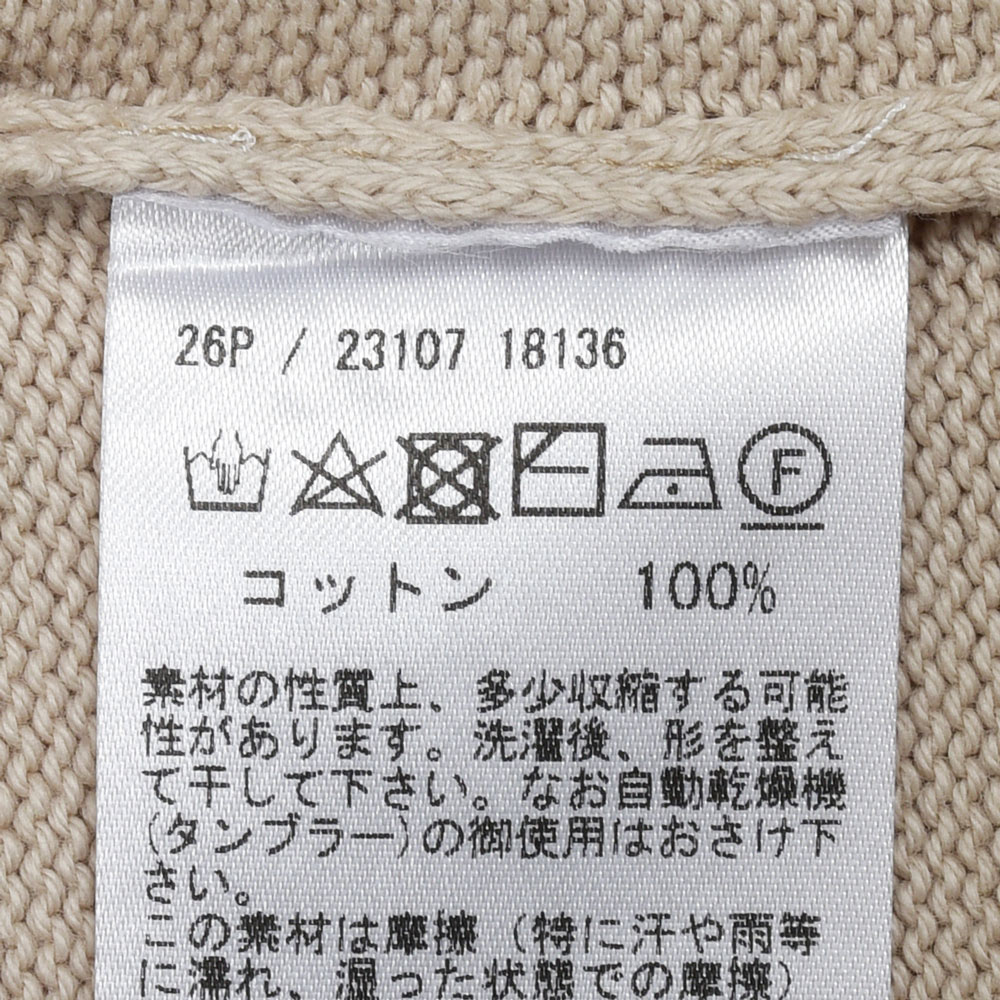 26P / 23107 18136
F
コットン 100%
素材の性質上、多少収縮する可能
性があります。洗濯後、形を整え
て干して下さい。なお自動乾燥機
(タンブラー)の御使用はおさけ下
さい。
この素材は摩擦(特に汗や雨等
に濡れ、湿った状態での摩擦)